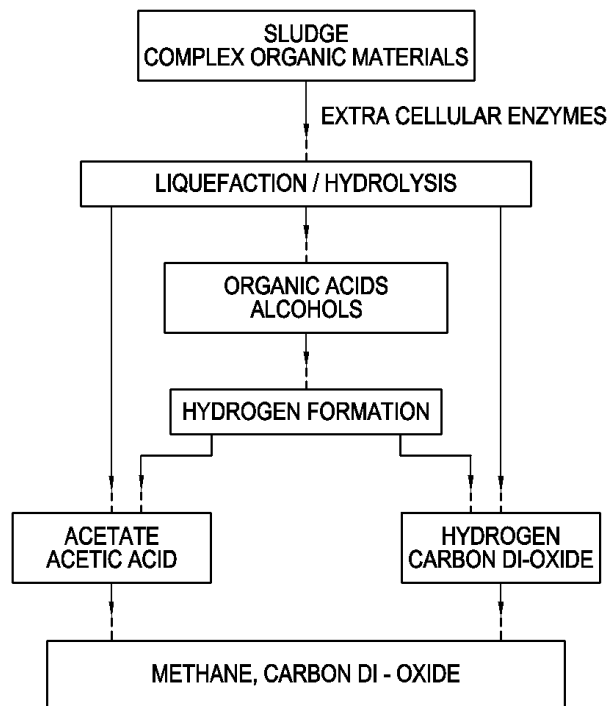 SLUDGE
COMPLEX ORGANIC MATERIALS
EXTRA CELLULAR ENZYMES
LIQUEFACTION / HYDROLYSIS
ORGANIC ACIDS
ALCOHOLS
HYDROGEN FORMATION
ACETATE
ACETIC ACID
HYDROGEN
CARBON DI-OXIDE
METHANE, CARBON DI - OXIDE